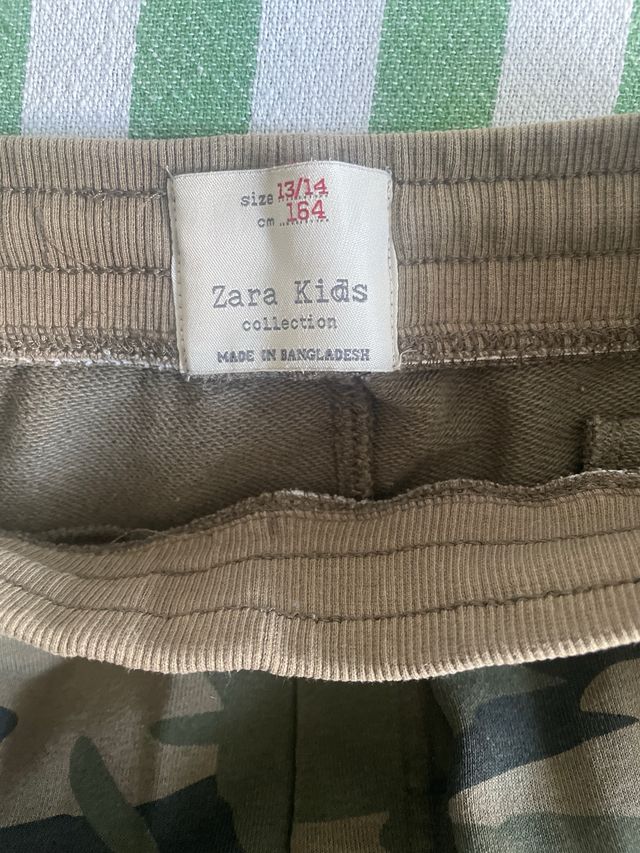 size 13/14
cm 164
Zara Kids
collection
MADE IN BANGLADESH